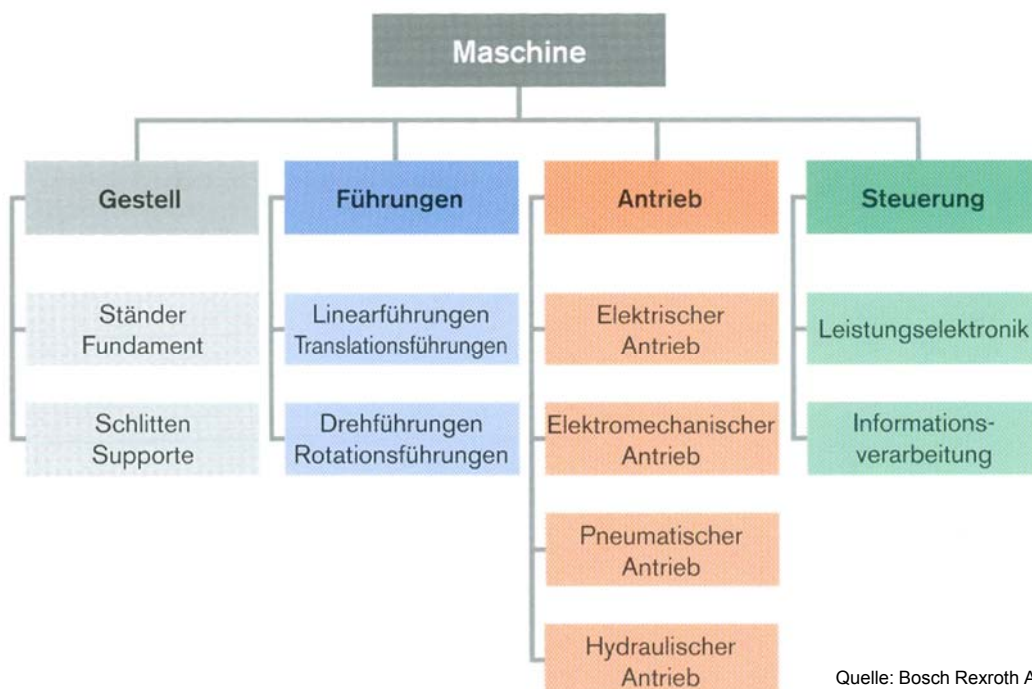 Maschine
Gestell
Führungen
Antrieb
Steuerung
Ständer
Fundament
Linearführungen
Translationsführungen
Elektrischer
Antrieb
Leistungselektronik
Schlitten
Supporte
Drehführungen
Rotationsführungen
Elektromechanischer
Antrieb
Informations-
verarbeitung
Pneumatischer
Antrieb
Hydraulischer
Antrieb
Quelle: Bosch Rexroth A